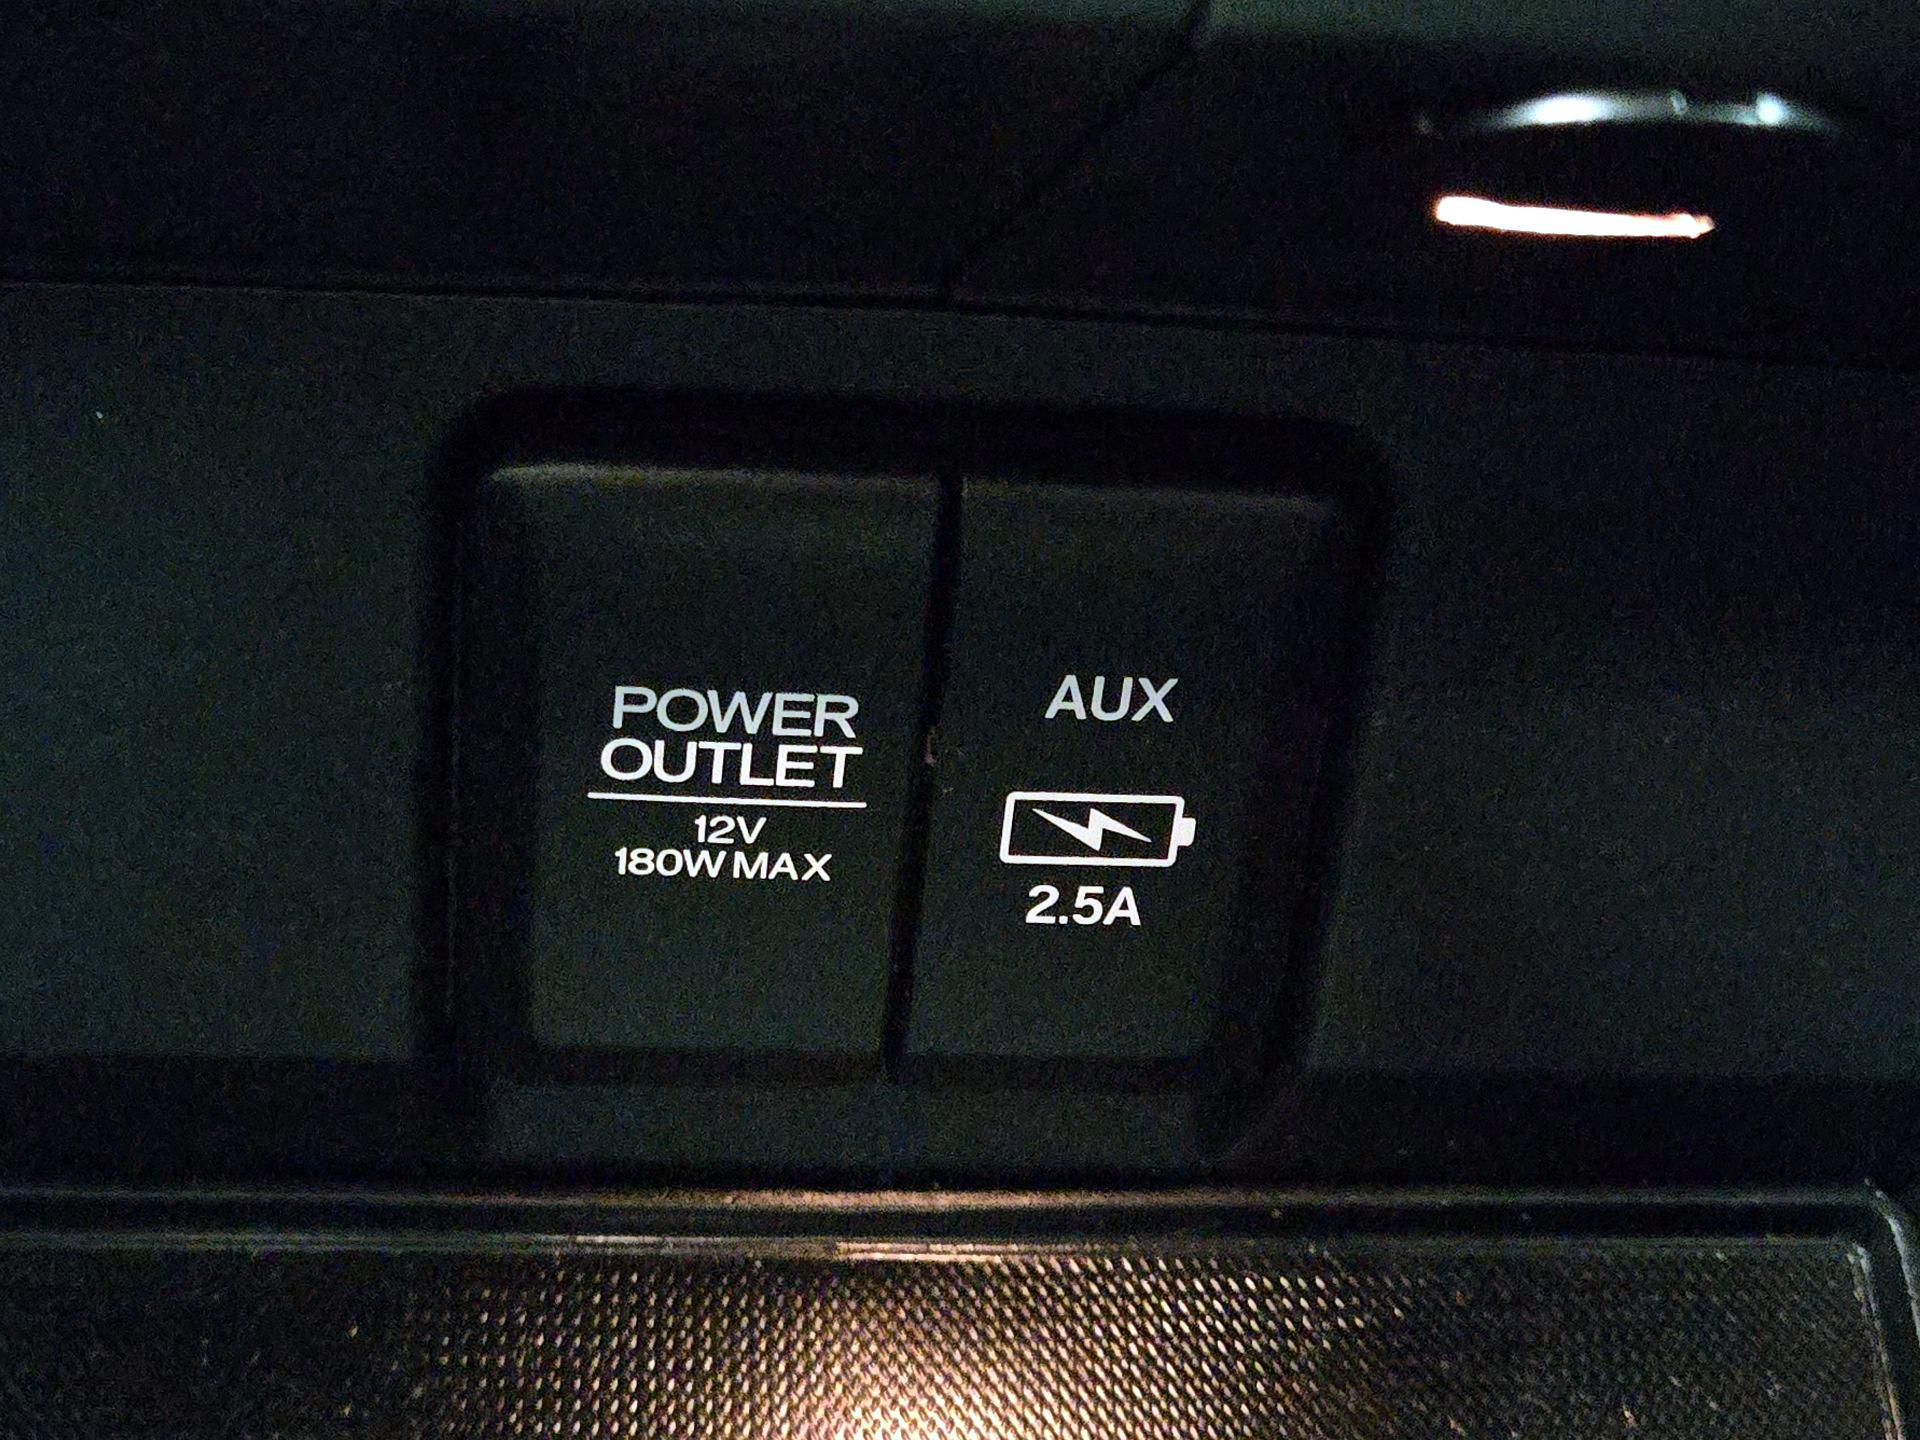 POWER
OUTLET
12V
180W MAX
AUX
2.5A